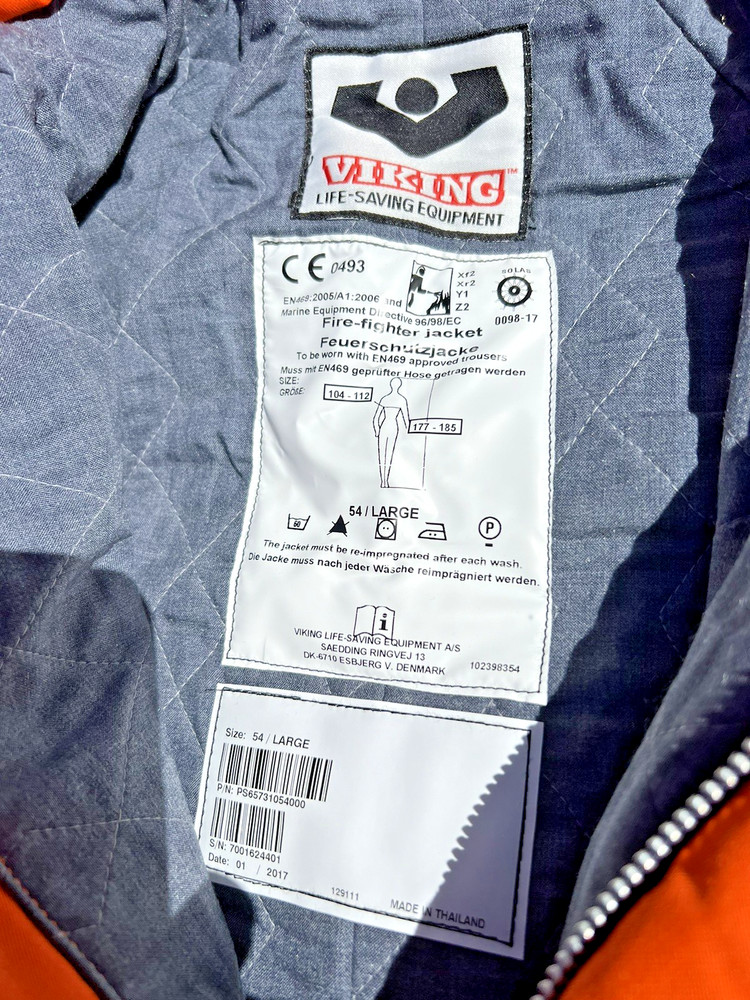 VIKING™
LIFE-SAVING EQUIPMENT
CE 0493
Xf2
Xr2
Y1
Z2
SOLAS
0098-17
EN469:2005/A1:2006 and
Marine Equipment Directive 96/98/EC
Fire-fighter jacket
Feuerschutzjacke
To be worn with EN469 approved trousers
Muss mit EN469 geprüfter Hose getragen werden
SIZE:
GRÖßE:
104 - 112
177 - 185
54 / LARGE
60
P
The jacket must be re-impregnated after each wash.
Die Jacke muss nach jeder Wäsche reimprägniert werden.
i
VIKING LIFE-SAVING EQUIPMENT A/S
SAEDDING RINGVEJ 13
DK-6710 ESBJERG V. DENMARK
102398354
Size: 54 / LARGE
P/N: PS65731054000
S/N: 7001624401
Date: 01 / 2017
129111
MADE IN THAILAND